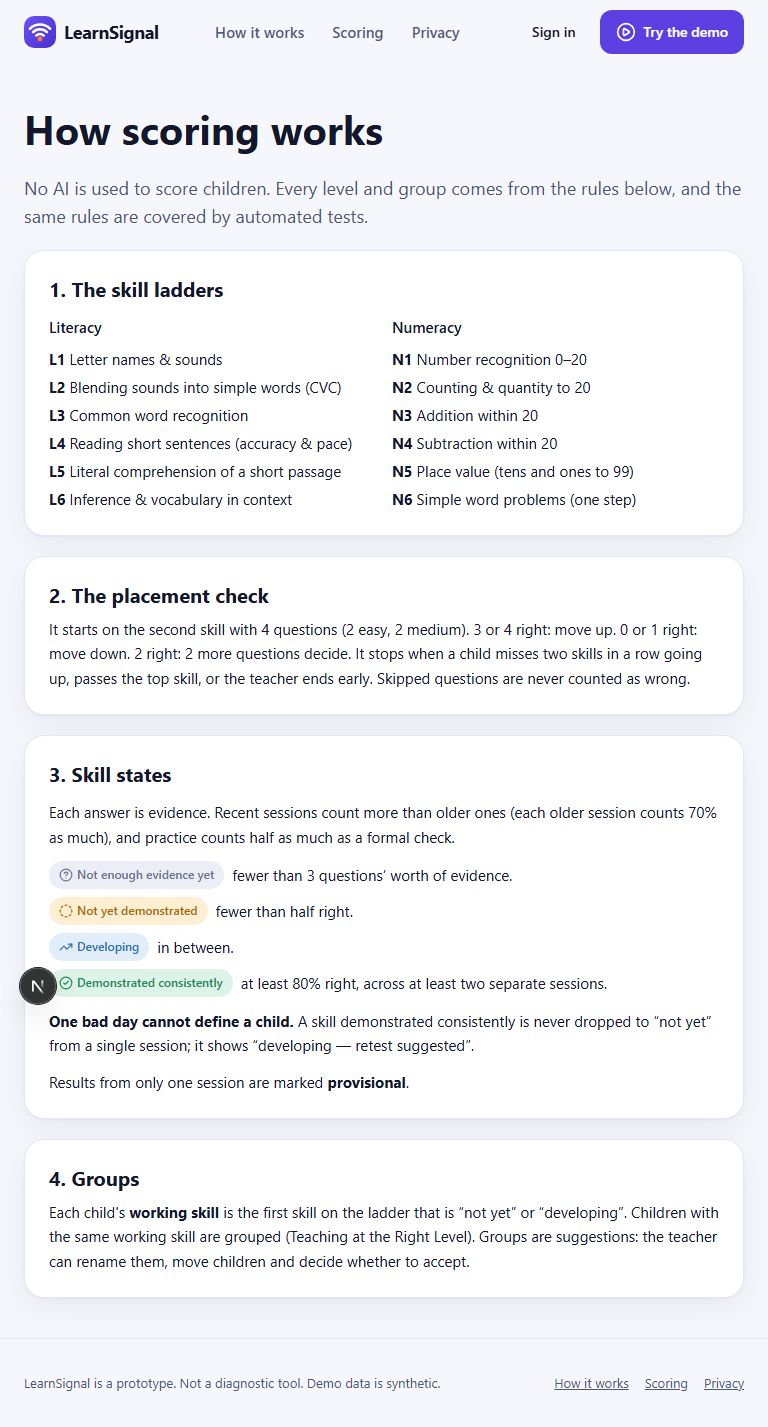 LearnSignal
How it works
Scoring
Privacy
Sign in
Try the demo
How scoring works
No AI is used to score children. Every level and group comes from the rules below, and the
same rules are covered by automated tests.
1. The skill ladders
Literacy
L1 Letter names & sounds
L2 Blending sounds into simple words (CVC)
L3 Common word recognition
L4 Reading short sentences (accuracy & pace)
L5 Literal comprehension of a short passage
L6 Inference & vocabulary in context
Numeracy
N1 Number recognition 0–20
N2 Counting & quantity to 20
N3 Addition within 20
N4 Subtraction within 20
N5 Place value (tens and ones to 99)
N6 Simple word problems (one step)
2. The placement check
It starts on the second skill with 4 questions (2 easy, 2 medium). 3 or 4 right: move up. 0 or 1 right:
move down. 2 right: 2 more questions decide. It stops when a child misses two skills in a row going
up, passes the top skill, or the teacher ends early. Skipped questions are never counted as wrong.
3. Skill states
Each answer is evidence. Recent sessions count more than older ones (each older session counts 70%
as much), and practice counts half as much as a formal check.
Not enough evidence yet fewer than 3 questions’ worth of evidence.
Not yet demonstrated fewer than half right.
Developing in between.
N
Demonstrated consistently at least 80% right, across at least two separate sessions.
One bad day cannot define a child. A skill demonstrated consistently is never dropped to “not yet”
from a single session; it shows “developing — retest suggested”.
Results from only one session are marked provisional.
4. Groups
Each child's working skill is the first skill on the ladder that is “not yet” or “developing”. Children with
the same working skill are grouped (Teaching at the Right Level). Groups are suggestions: the teacher
can rename them, move children and decide whether to accept.
LearnSignal is a prototype. Not a diagnostic tool. Demo data is synthetic.
How it works
Scoring
Privacy